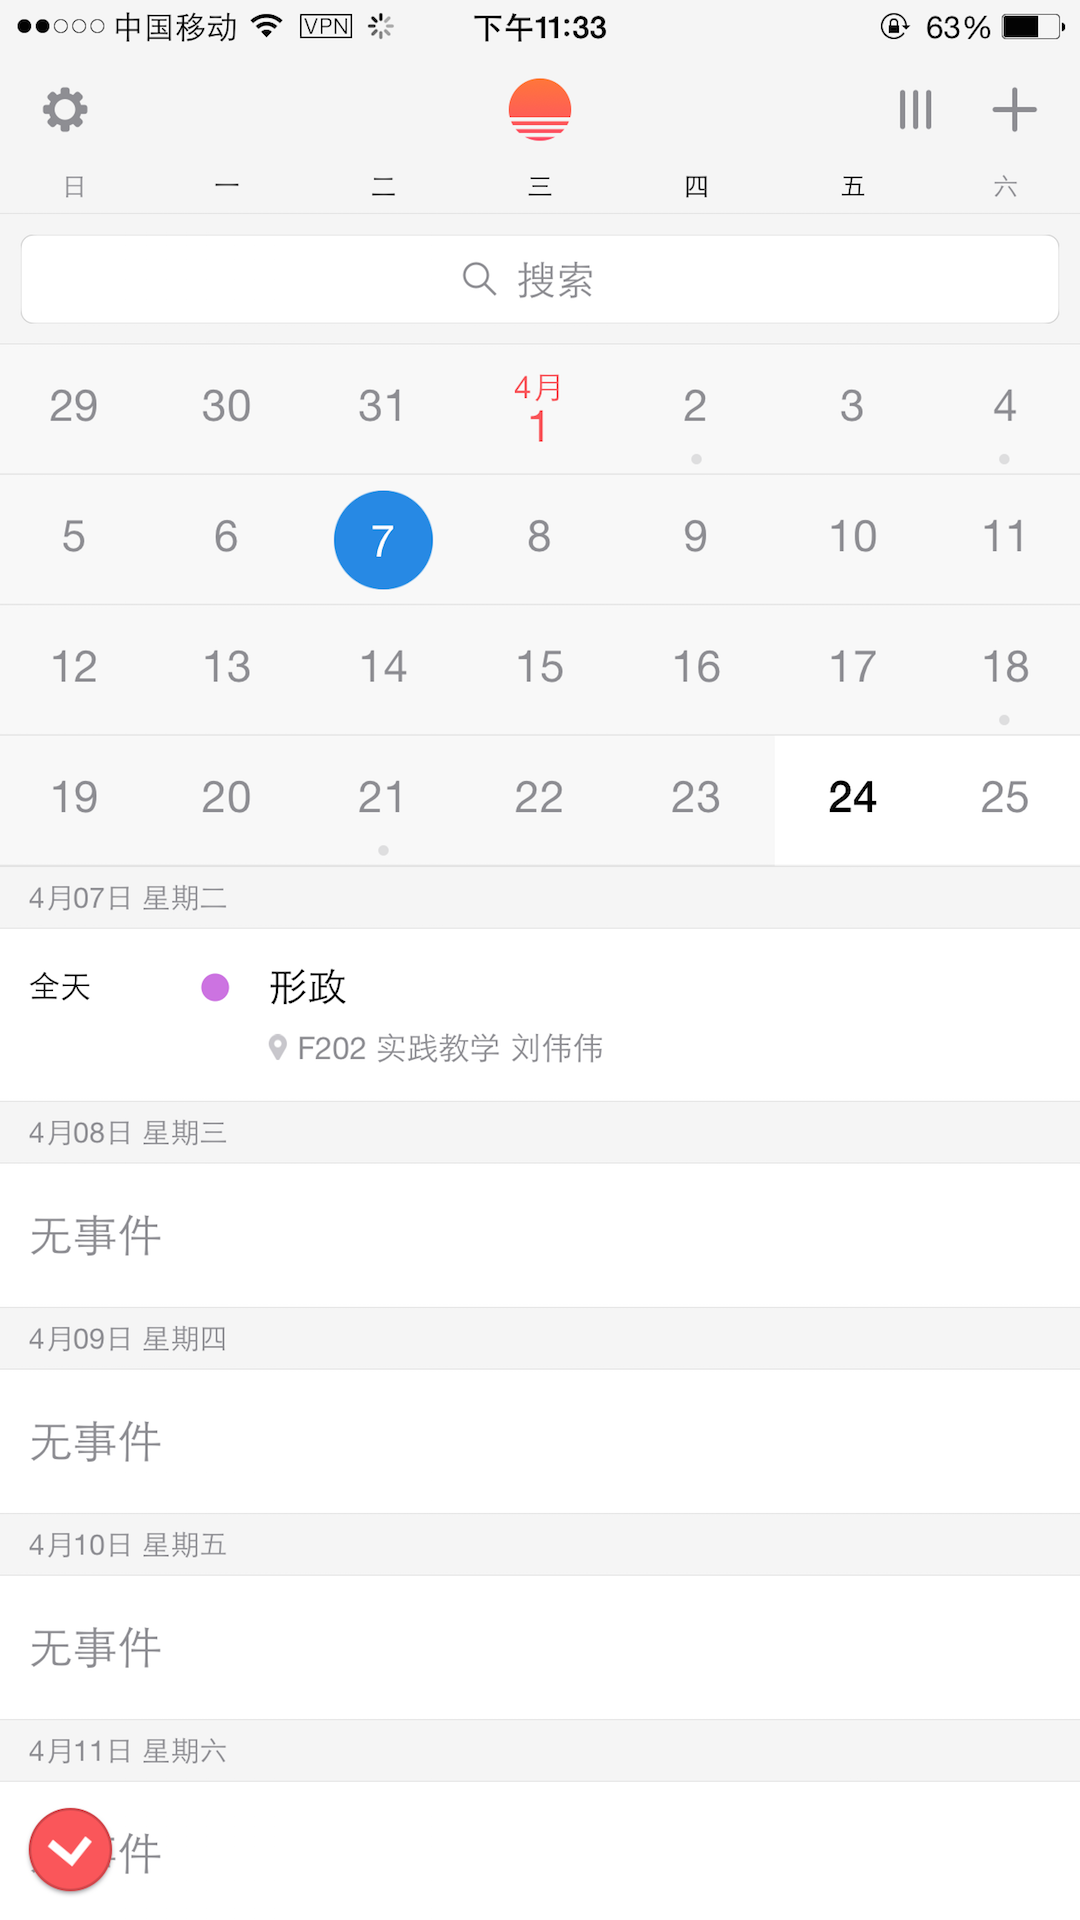 中国移动 VPN 下午11:33 63%
日 一 二 三 四 五 六
搜索
29 30 31 4月 1 2 3 4
5 6 7 8 9 10 11
12 13 14 15 16 17 18
19 20 21 22 23 24 25
4月07日 星期二
全天 形政
F202 实践教学 刘伟伟
4月08日 星期三
无事件
4月09日 星期四
无事件
4月10日 星期五
无事件
4月11日 星期六
件